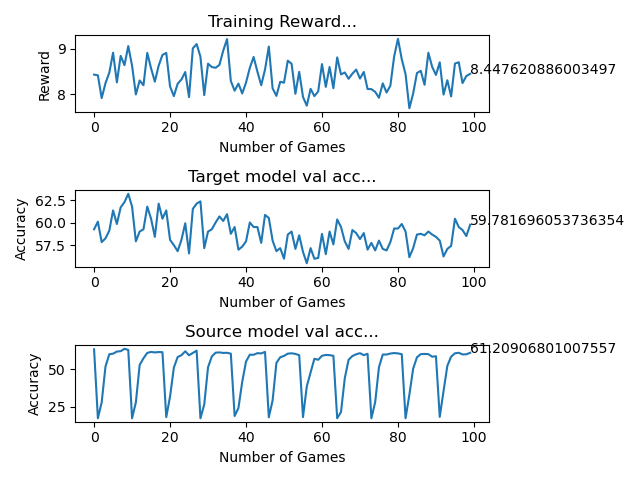 Training Reward...
9
8
Reward
8.447620886003497
0 20 40 60 80 100
Number of Games
Target model val acc...
62.5
60.0
57.5
Accuracy
59.781696053736354
0 20 40 60 80 100
Number of Games
Source model val acc...
50
25
Accuracy
61.20906801007557
0 20 40 60 80 100
Number of Games